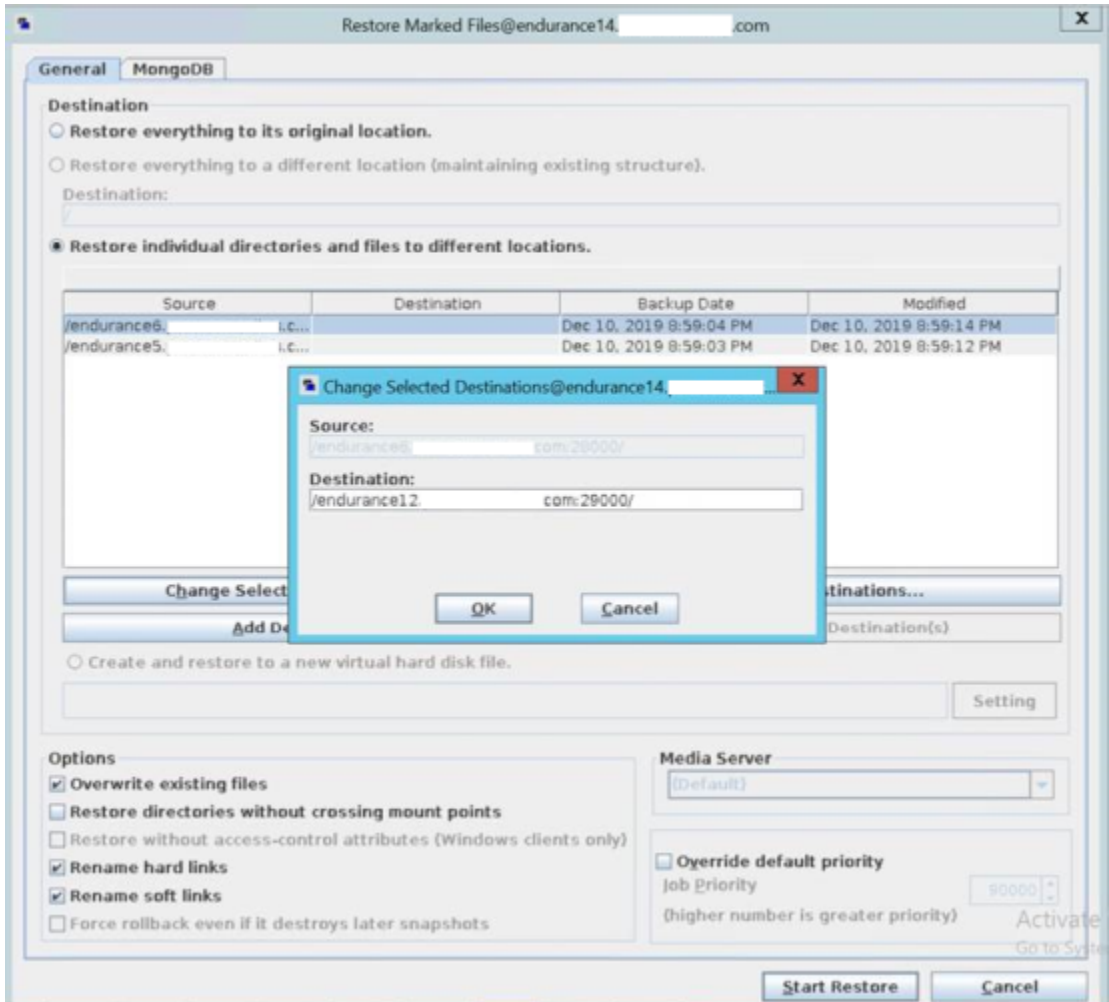 Restore Marked Files@endurance14. .com
General MongoDB
Destination
Restore everything to its original location.
Restore everything to a different location (maintaining existing structure).
Destination:
/
Restore individual directories and files to different locations.
Source Destination Backup Date Modified
/endurance6. .c... Dec 10, 2019 8:59:04 PM Dec 10, 2019 8:59:14 PM
/endurance5. .c... Dec 10, 2019 8:59:03 PM Dec 10, 2019 8:59:12 PM
Change Selected Destinations@endurance14. ...
Source:
/endurance6. com:28000/
Destination:
/endurance12. com:29000/
OK Cancel
Change Select tinations...
Add De Destination(s)
Create and restore to a new virtual hard disk file.
Setting
Options
Overwrite existing files
Restore directories without crossing mount points
Restore without access-control attributes (Windows clients only)
Rename hard links
Rename soft links
Force rollback even if it destroys later snapshots
Media Server
(Default)
Override default priority
Job Priority 90000
(higher number is greater priority)
Activate
Go to Syste
Start Restore Cancel